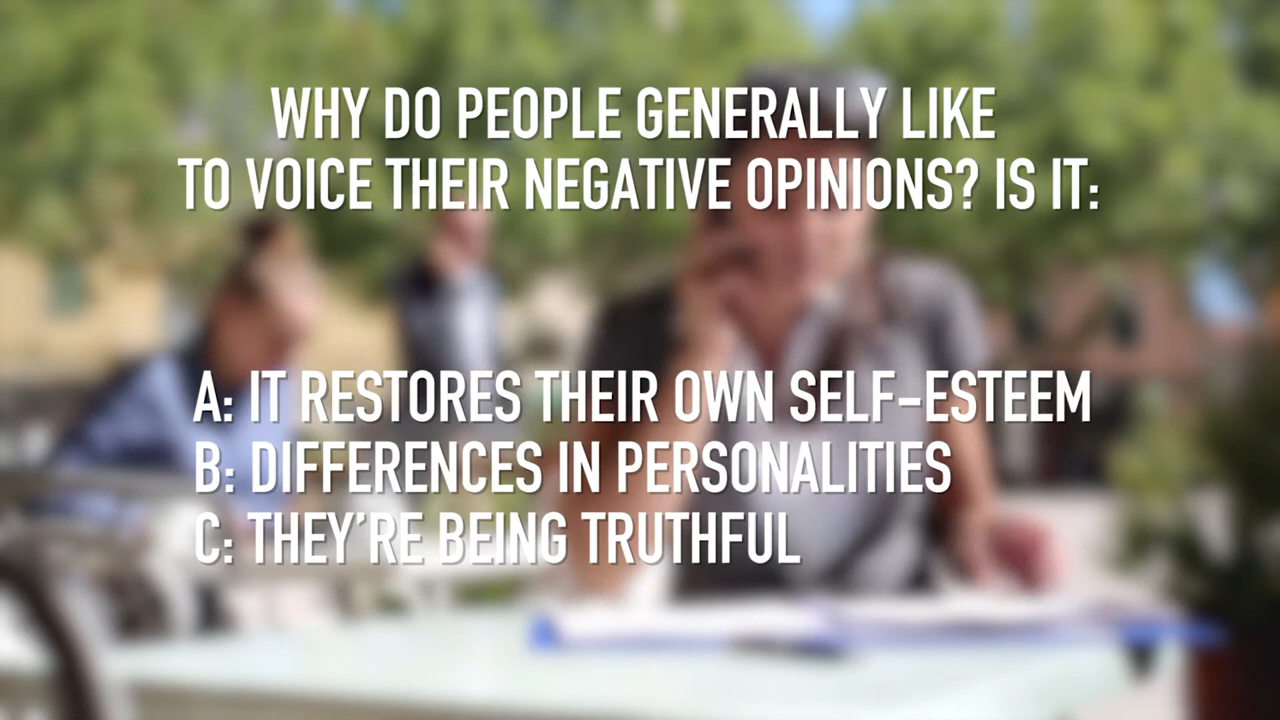 WHY DO PEOPLE GENERALLY LIKE
TO VOICE THEIR NEGATIVE OPINIONS? IS IT:
A: IT RESTORES THEIR OWN SELF-ESTEEM
B: DIFFERENCES IN PERSONALITIES
C: THEY'RE BEING TRUTHFUL